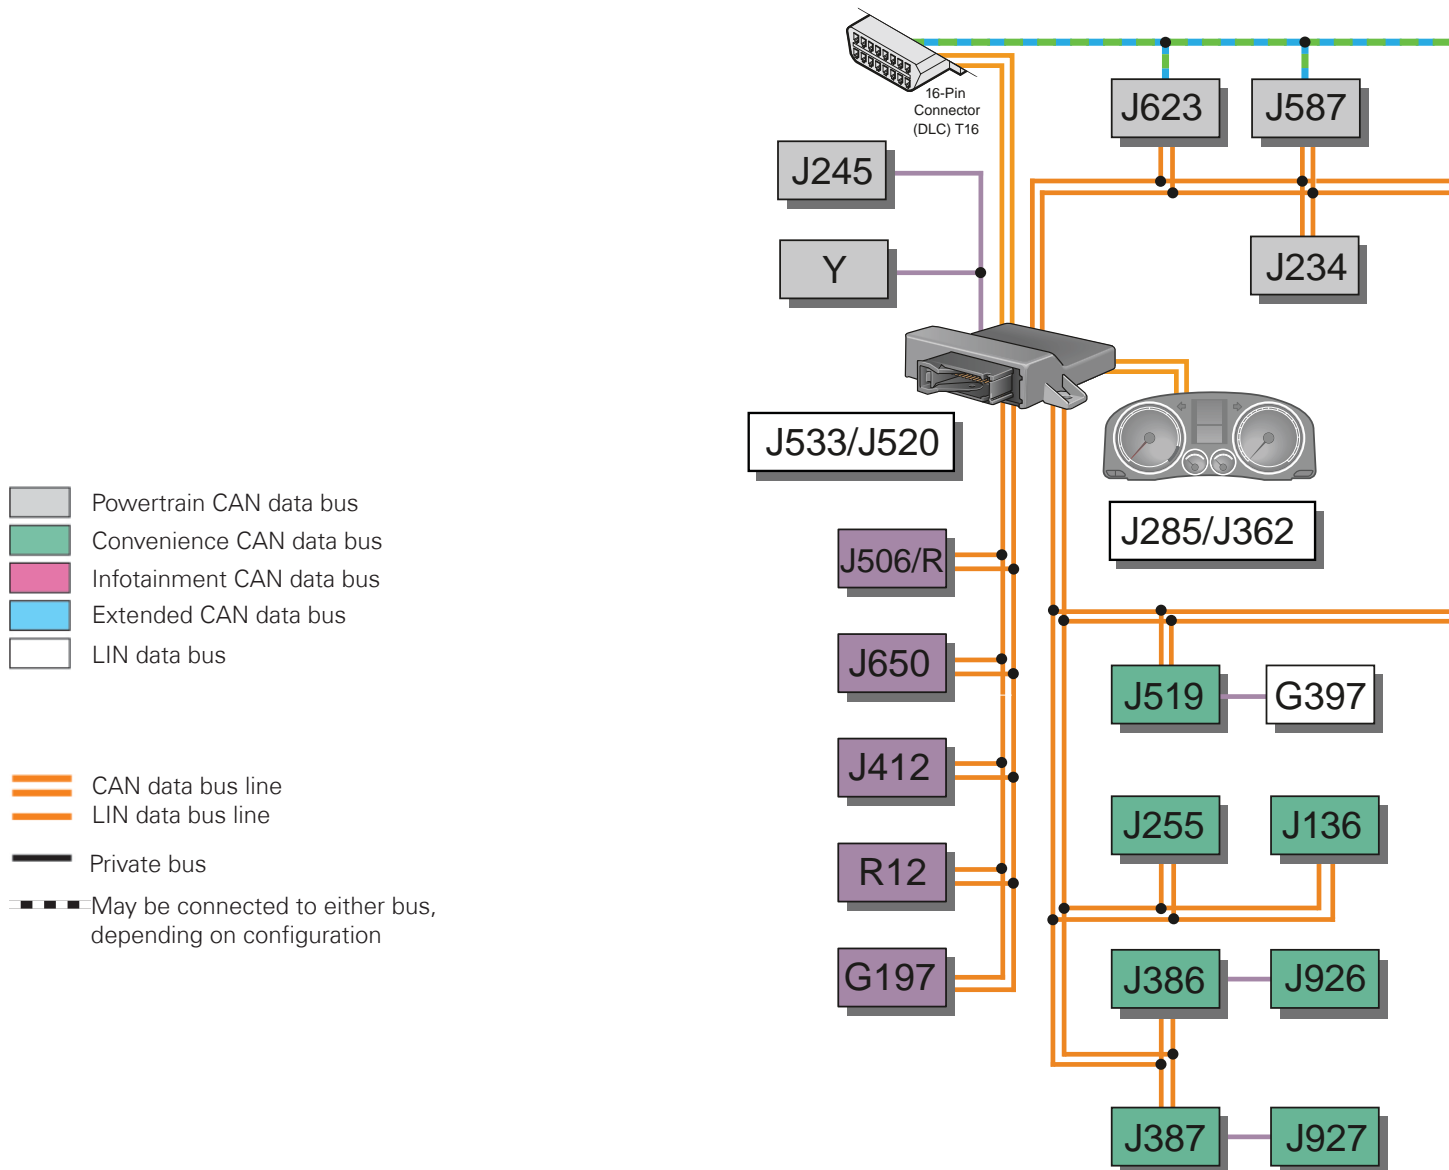 16-Pin
Connector
(DLC) T16
J623
J587
J245
Y
J234
J533/J520
J285/J362
Powertrain CAN data bus
Convenience CAN data bus
Infotainment CAN data bus
Extended CAN data bus
LIN data bus
CAN data bus line
LIN data bus line
Private bus
May be connected to either bus,
depending on configuration
J506/R
J650
J412
R12
G197
J519
G397
J255
J136
J386
J926
J387
J927